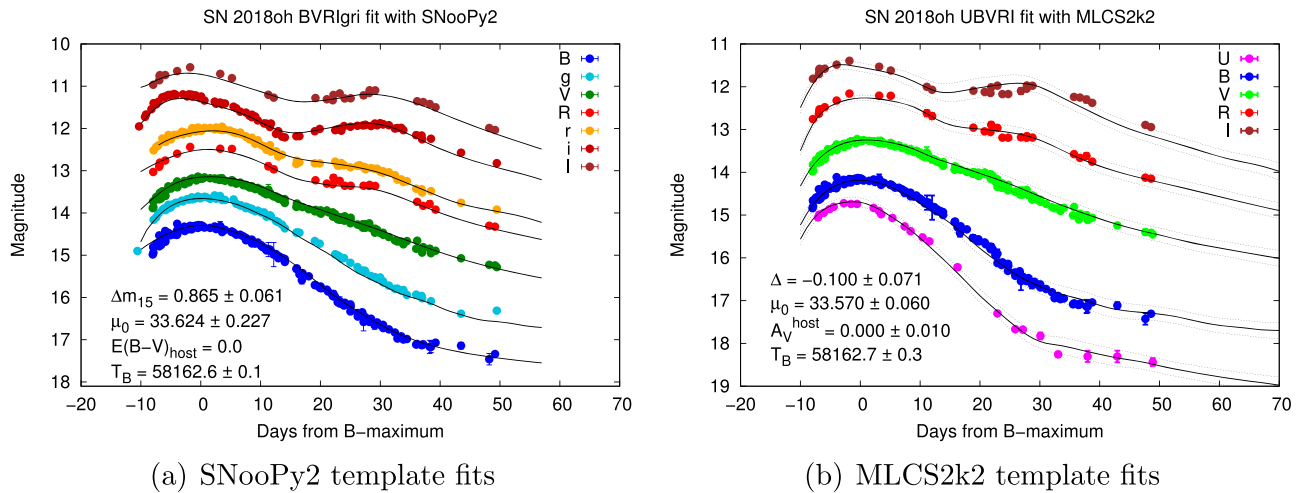 SN 2018oh BVRIgri fit with SNooPy2
10
11
12
13
14
15
16
17
18
Magnitude
B
g
V
R
r
i
I
Δm15 = 0.865 ± 0.061
μ0 = 33.624 ± 0.227
E(B−V)host = 0.0
TB = 58162.6 ± 0.1
−20 −10 0 10 20 30 40 50 60 70
Days from B−maximum
(a) SNooPy2 template fits
SN 2018oh UBVRI fit with MLCS2k2
11
12
13
14
15
16
17
18
19
Magnitude
U
B
V
R
I
Δ = −0.100 ± 0.071
μ0 = 33.570 ± 0.060
AVhost = 0.000 ± 0.010
TB = 58162.7 ± 0.3
−20 −10 0 10 20 30 40 50 60 70
Days from B−maximum
(b) MLCS2k2 template fits